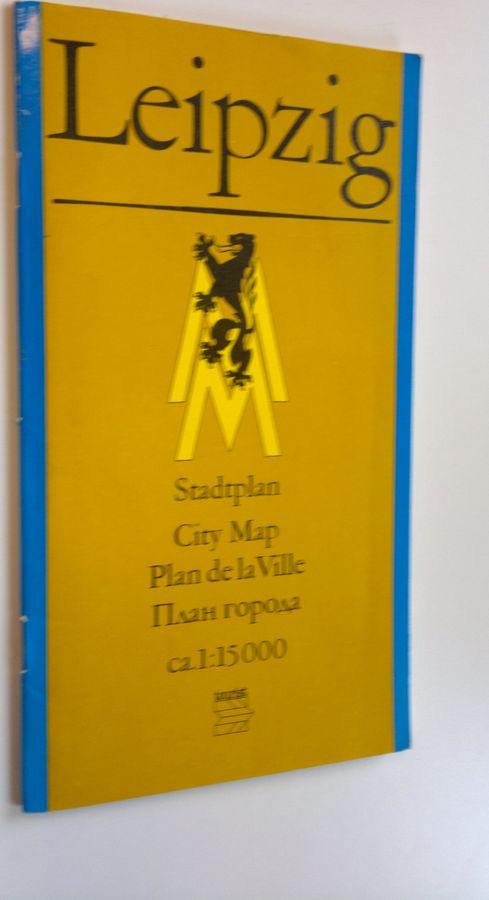 Leipzig
Stadtplan
City Map
Plan de la Ville
План города
ca. 1:15 000